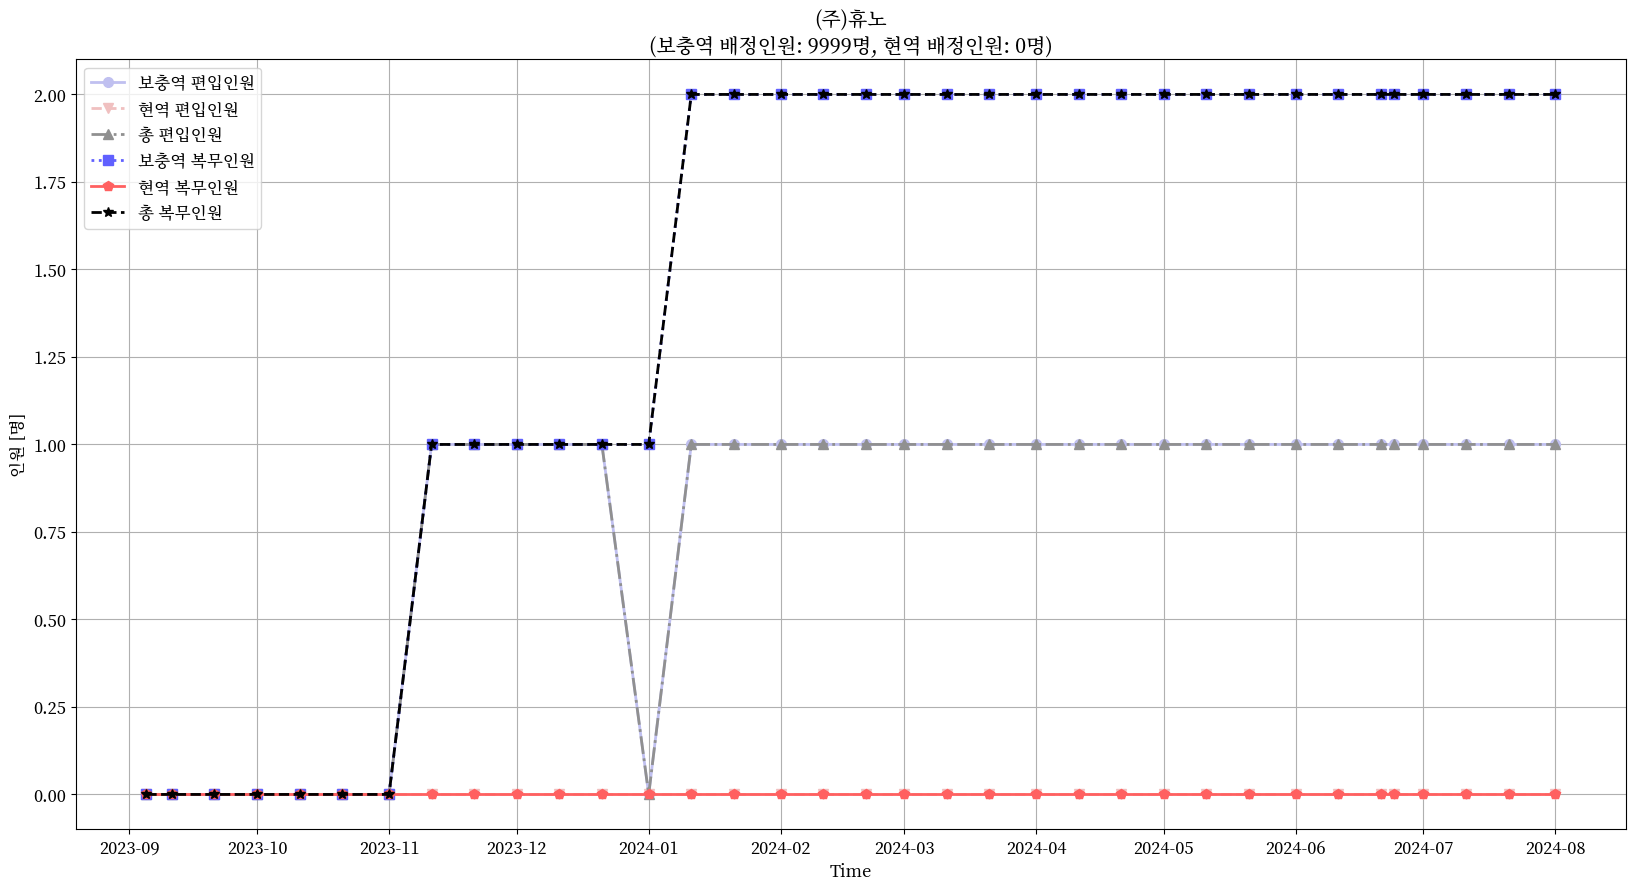 (주)휴노
(보충역 배정인원: 9999명, 현역 배정인원: 0명)
보충역 편입인원
현역 편입인원
총 편입인원
보충역 복무인원
현역 복무인원
총 복무인원
2.00
1.75
1.50
1.25
1.00
0.75
0.50
0.25
0.00
인원 [명]
2023-09 2023-10 2023-11 2023-12 2024-01 2024-02 2024-03 2024-04 2024-05 2024-06 2024-07 2024-08
Time